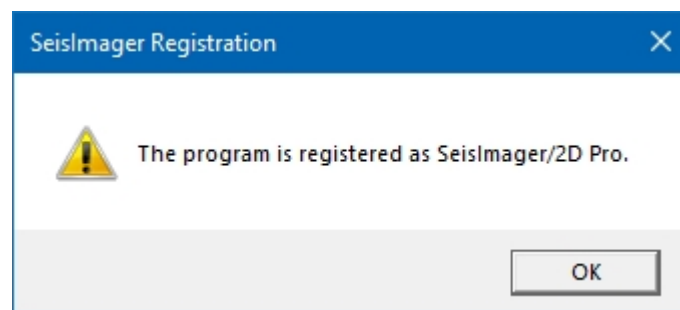 SeisImager Registration
The program is registered as SeisImager/2D Pro.
OK